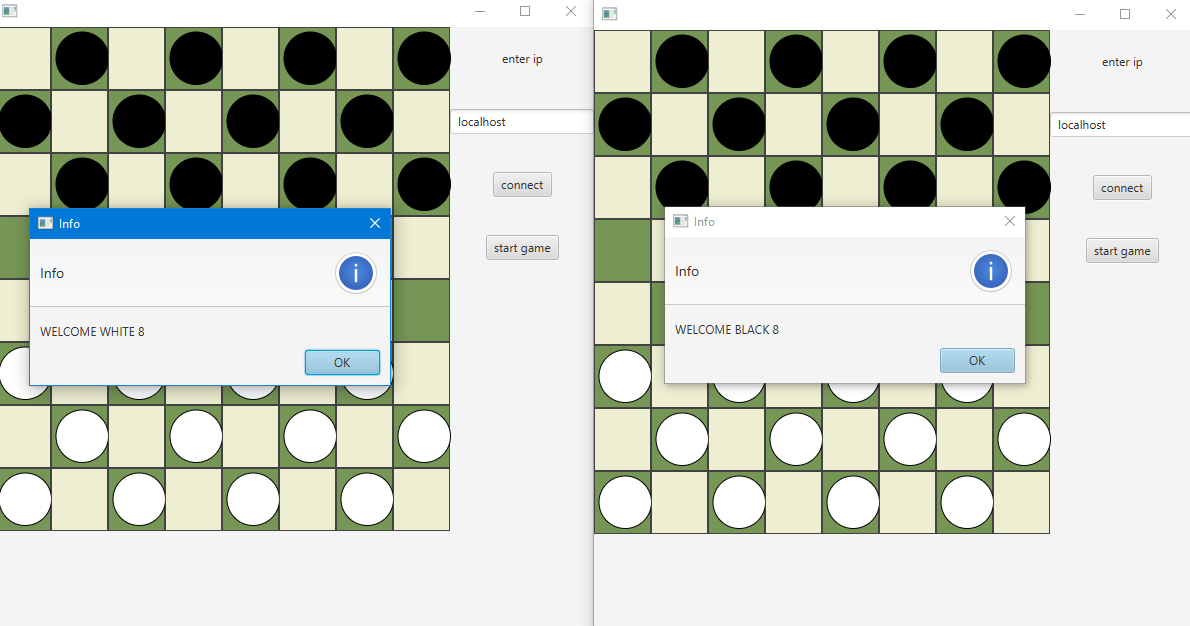 enter ip
localhost
connect
start game
Info
Info
i
WELCOME WHITE 8
OK
enter ip
localhost
connect
start game
Info
Info
i
WELCOME BLACK 8
OK